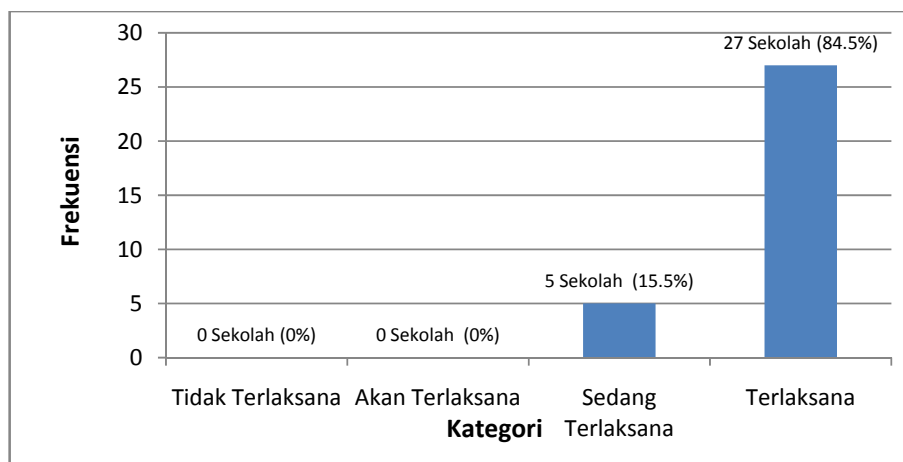 30
25
20
15
10
5
0
Frekuensi
27 Sekolah (84.5%)
5 Sekolah (15.5%)
0 Sekolah (0%)
0 Sekolah (0%)
Tidak Terlaksana
Akan Terlaksana
Sedang
Terlaksana
Terlaksana
Kategori